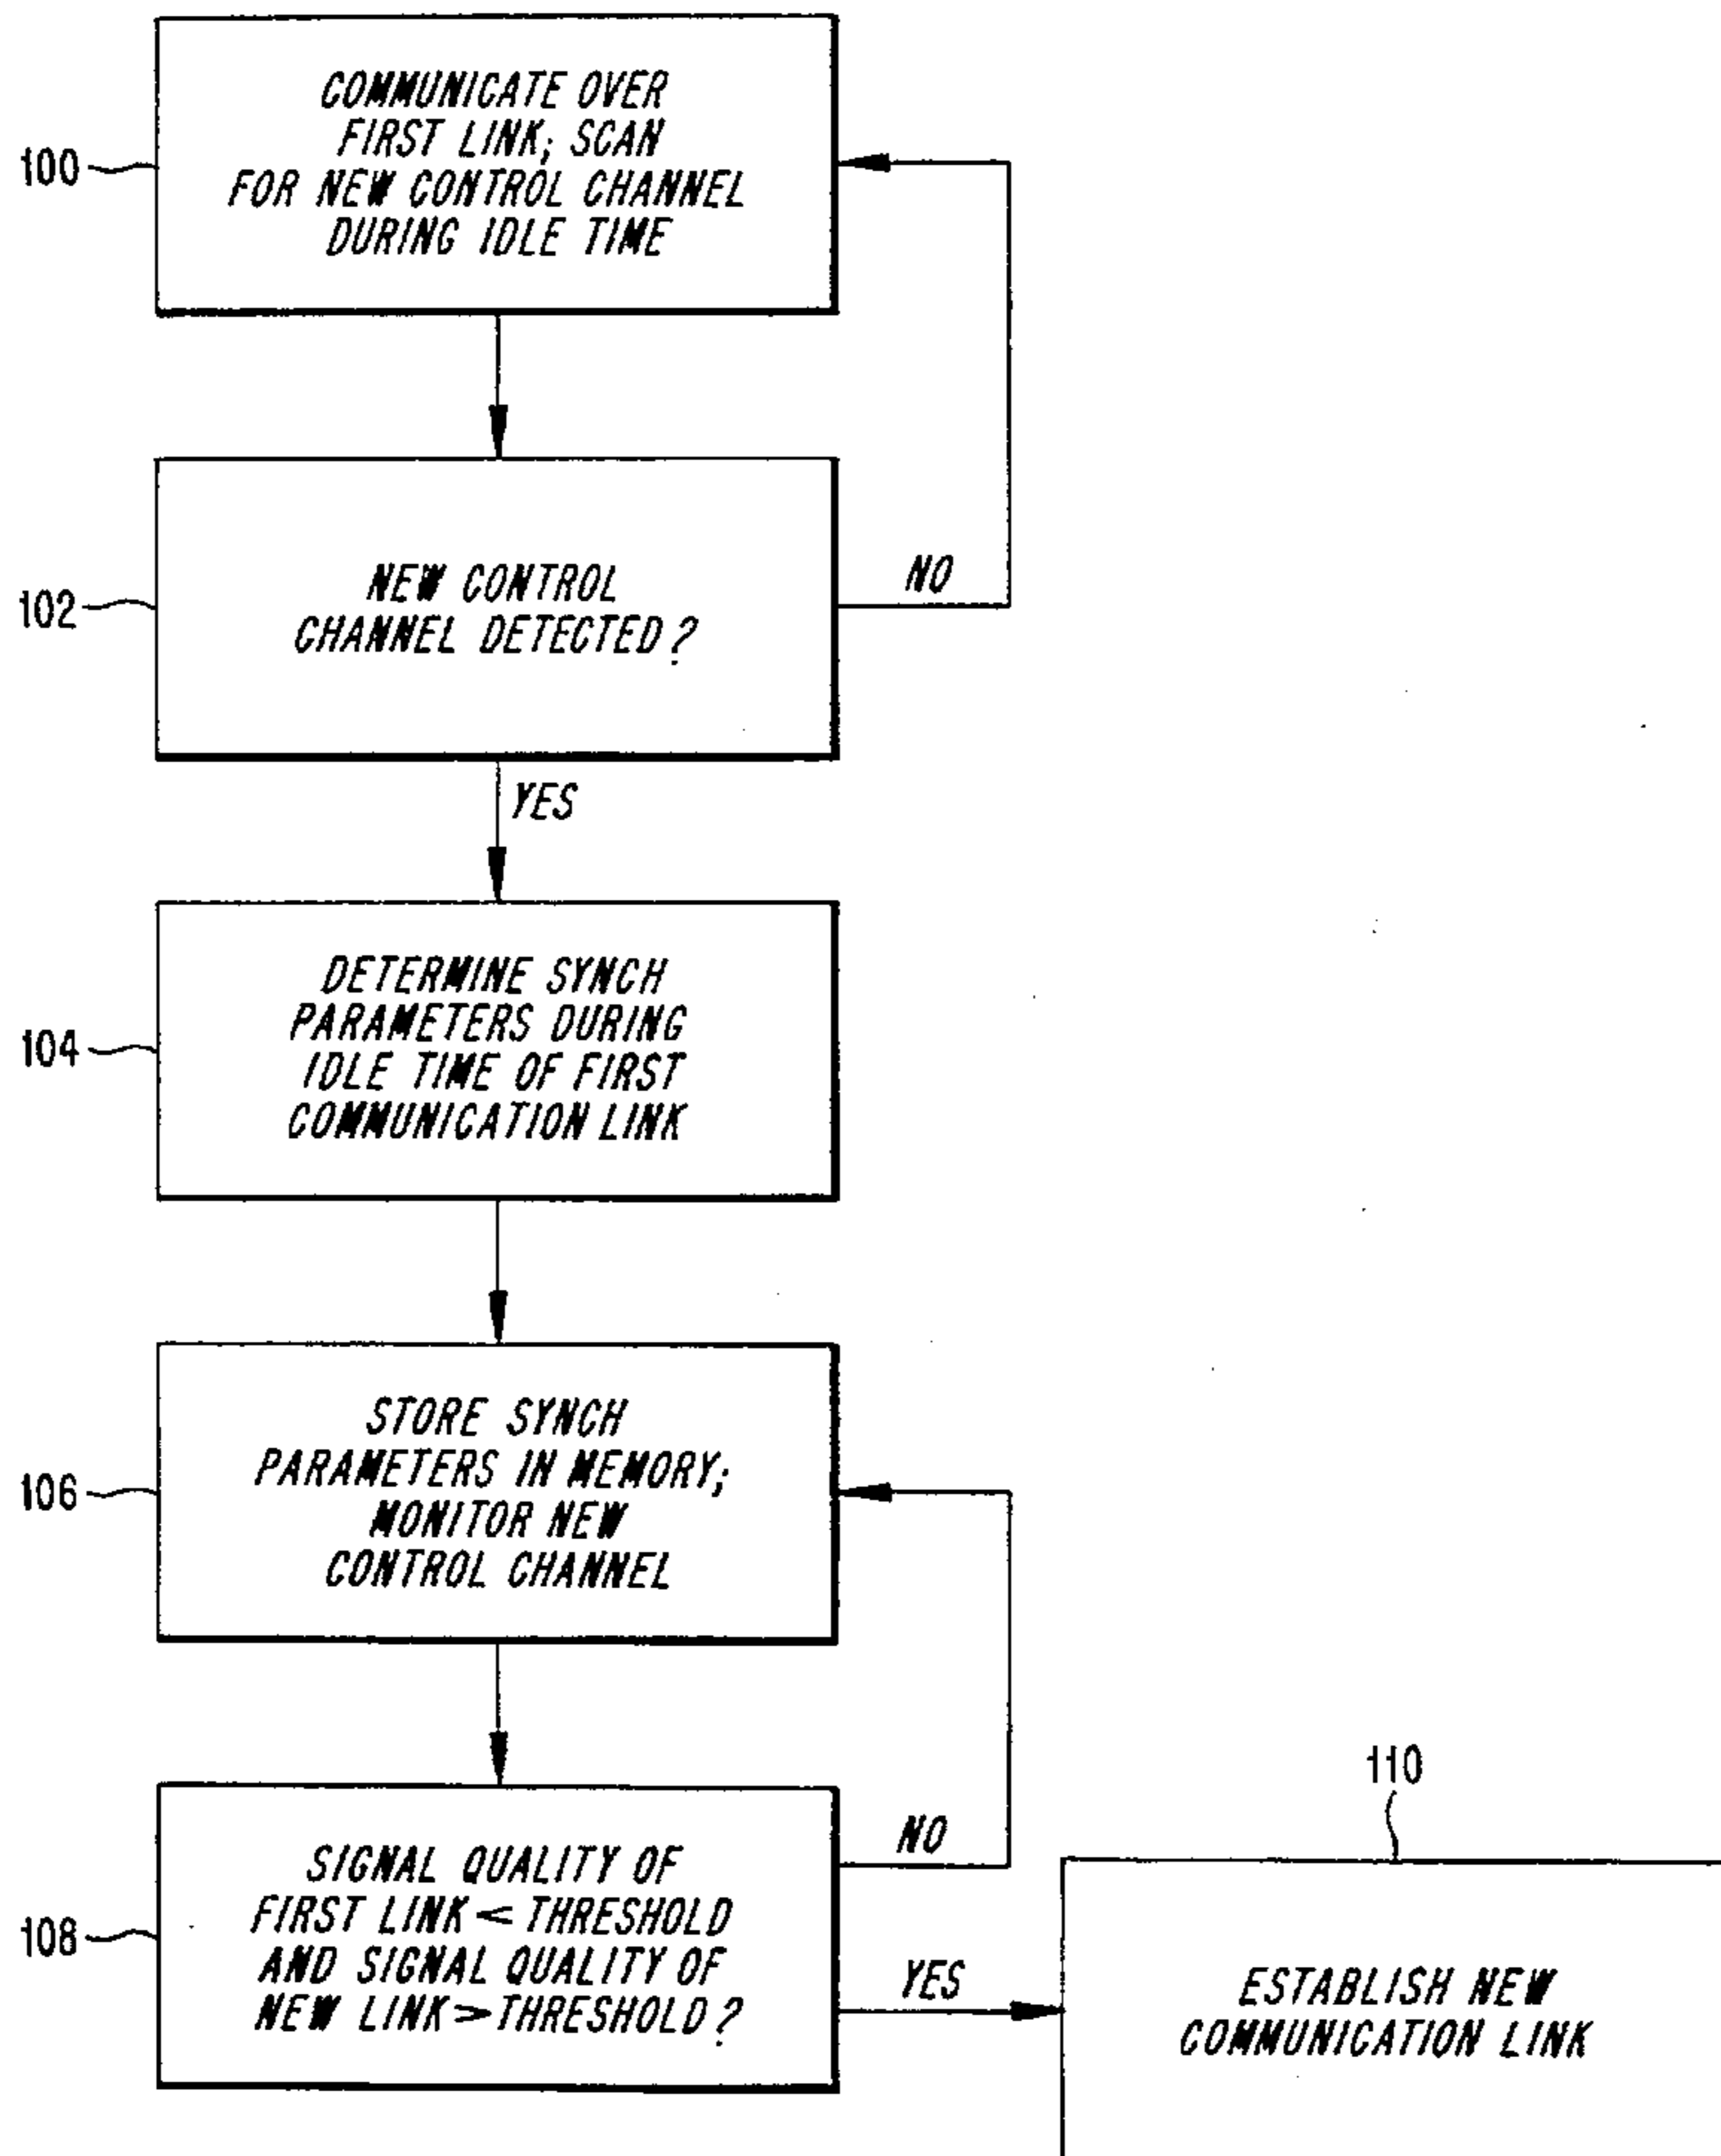 COMMUNICATE OVER
FIRST LINK; SCAN
FOR NEW CONTROL CHANNEL
DURING IDLE TIME
100
NEW CONTROL
CHANNEL DETECTED?
102
NO
YES
DETERMINE SYNCH
PARAMETERS DURING
IDLE TIME OF FIRST
COMMUNICATION LINK
104
STORE SYNCH
PARAMETERS IN MEMORY;
MONITOR NEW
CONTROL CHANNEL
106
SIGNAL QUALITY OF
FIRST LINK < THRESHOLD
AND SIGNAL QUALITY OF
NEW LINK > THRESHOLD?
108
NO
YES
110
ESTABLISH NEW
COMMUNICATION LINK